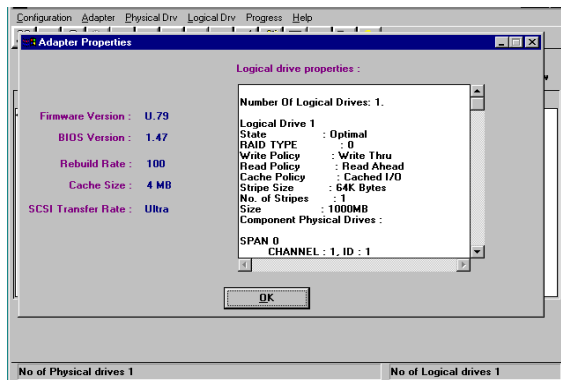 Configuration Adapter Physical Drv Logical Drv Progress Help
Adapter Properties
Logical drive properties :
Firmware Version : U.79
BIOS Version : 1.47
Rebuild Rate : 100
Cache Size : 4 MB
SCSI Transfer Rate : Ultra
Number Of Logical Drives: 1.
Logical Drive 1
State : Optimal
RAID TYPE : 0
Write Policy : Write Thru
Read Policy : Read Ahead
Cache Policy : Cached I/O
Stripe Size : 64K Bytes
No. of Stripes : 1
Size : 1000MB
Component Physical Drives :
SPAN 0
CHANNEL : 1, ID : 1
OK
No of Physical drives 1 No of Logical drives 1